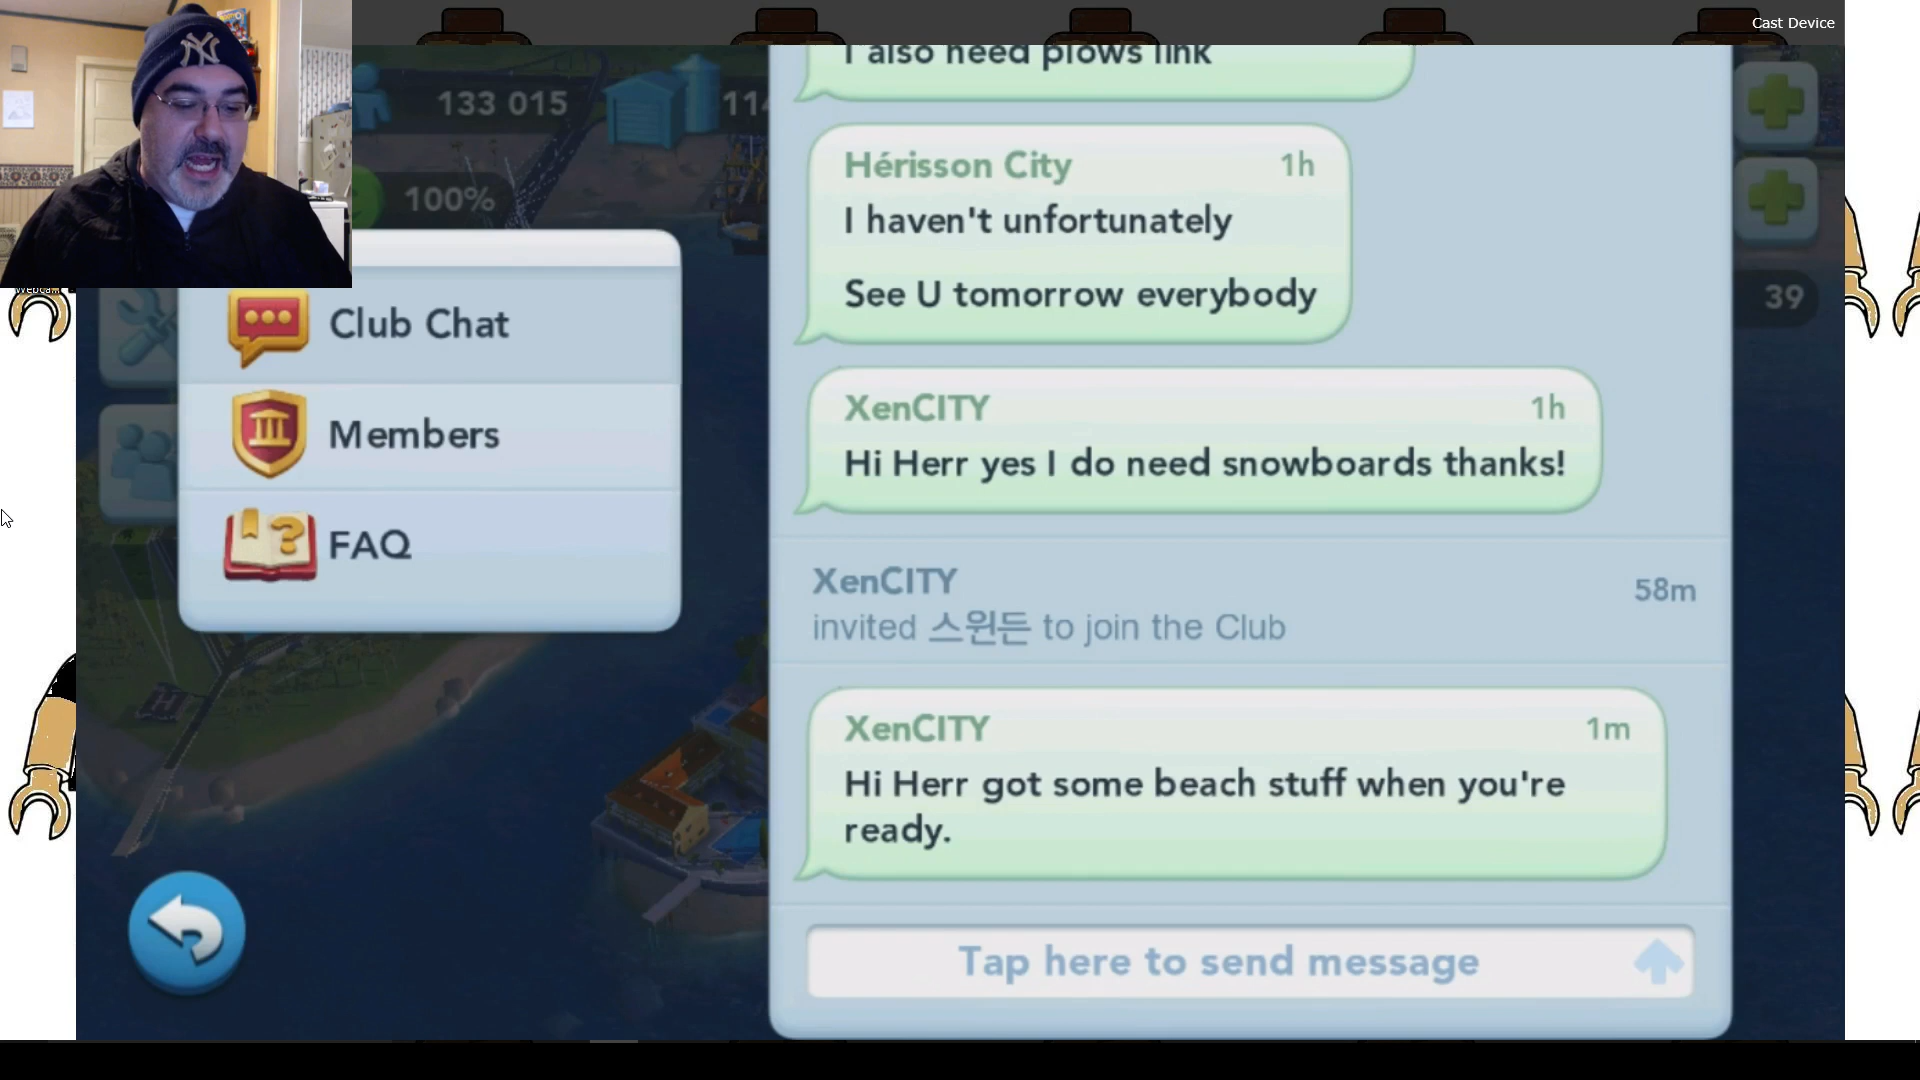 Cast Device
NY
I also need plows link
133 015
114
100%
Hérisson City 1h
I haven't unfortunately
See U tomorrow everybody
39
Webcam
Club Chat
Members
FAQ
XenCITY 1h
Hi Herr yes I do need snowboards thanks!
XenCITY 58m
invited 스윈든 to join the Club
XenCITY 1m
Hi Herr got some beach stuff when you're
ready.
H
Tap here to send message